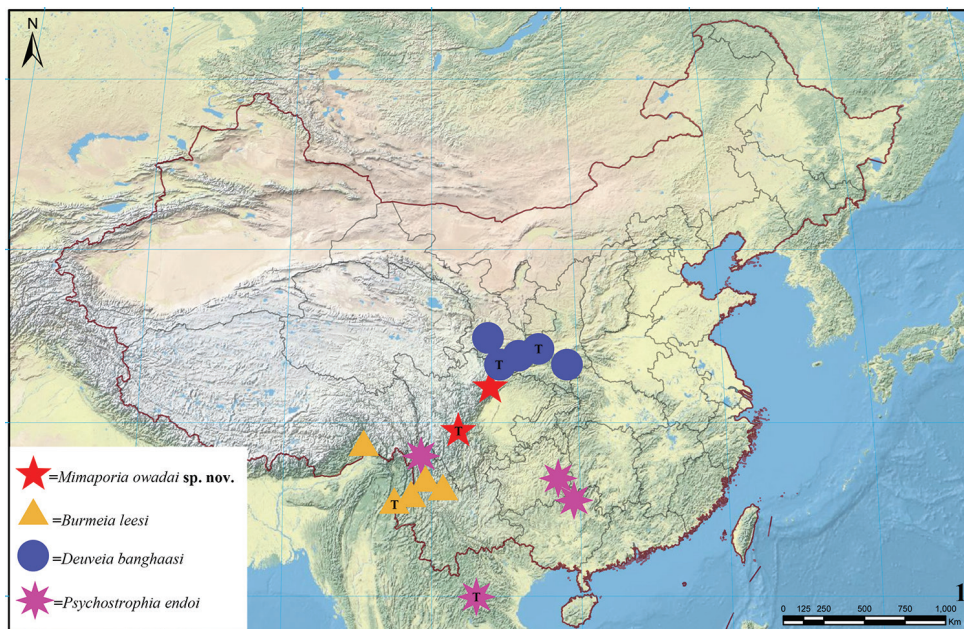 N
T
T
T
T
T
=Mimaporia owadai sp. nov.
=Burmeia leesi
=Deuveia banghaasi
=Psychostrophia endoi
1
0 125 250 500 750 1,000
Km